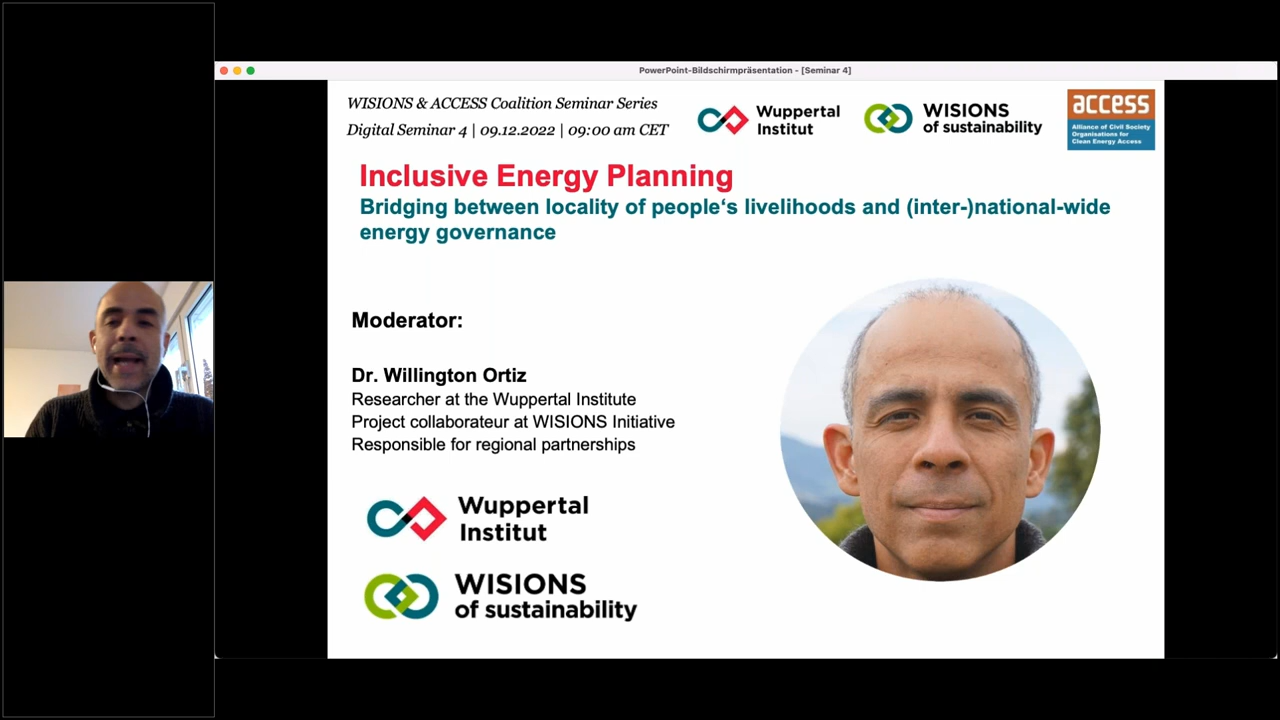 PowerPoint-Bildschirmpräsentation - [Seminar 4]
WISIONS & ACCESS Coalition Seminar Series
Digital Seminar 4 | 09.12.2022 | 09:00 am CET
Wuppertal
Institut
WISIONS
of sustainability
access
Alliance of Civil Society
Organisations for
Clean Energy Access
Inclusive Energy Planning
Bridging between locality of people‘s livelihoods and (inter-)national-wide
energy governance
Moderator:
Dr. Willington Ortiz
Researcher at the Wuppertal Institute
Project collaborateur at WISIONS Initiative
Responsible for regional partnerships
Wuppertal
Institut
WISIONS
of sustainability